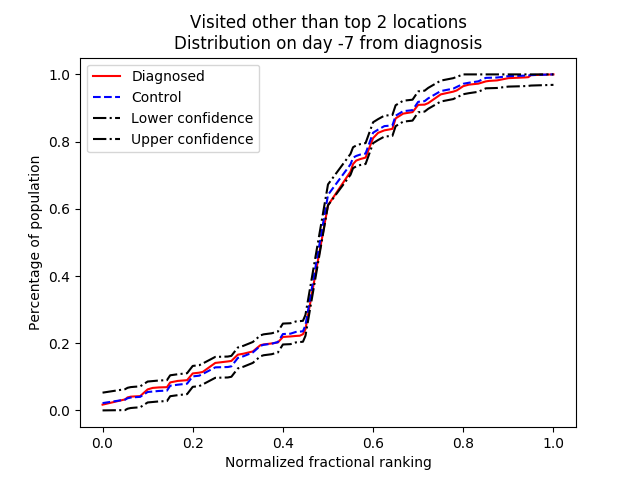 Visited other than top 2 locations
Distribution on day -7 from diagnosis
Diagnosed
Control
Lower confidence
Upper confidence
Percentage of population
1.0
0.8
0.6
0.4
0.2
0.0
0.0 0.2 0.4 0.6 0.8 1.0
Normalized fractional ranking